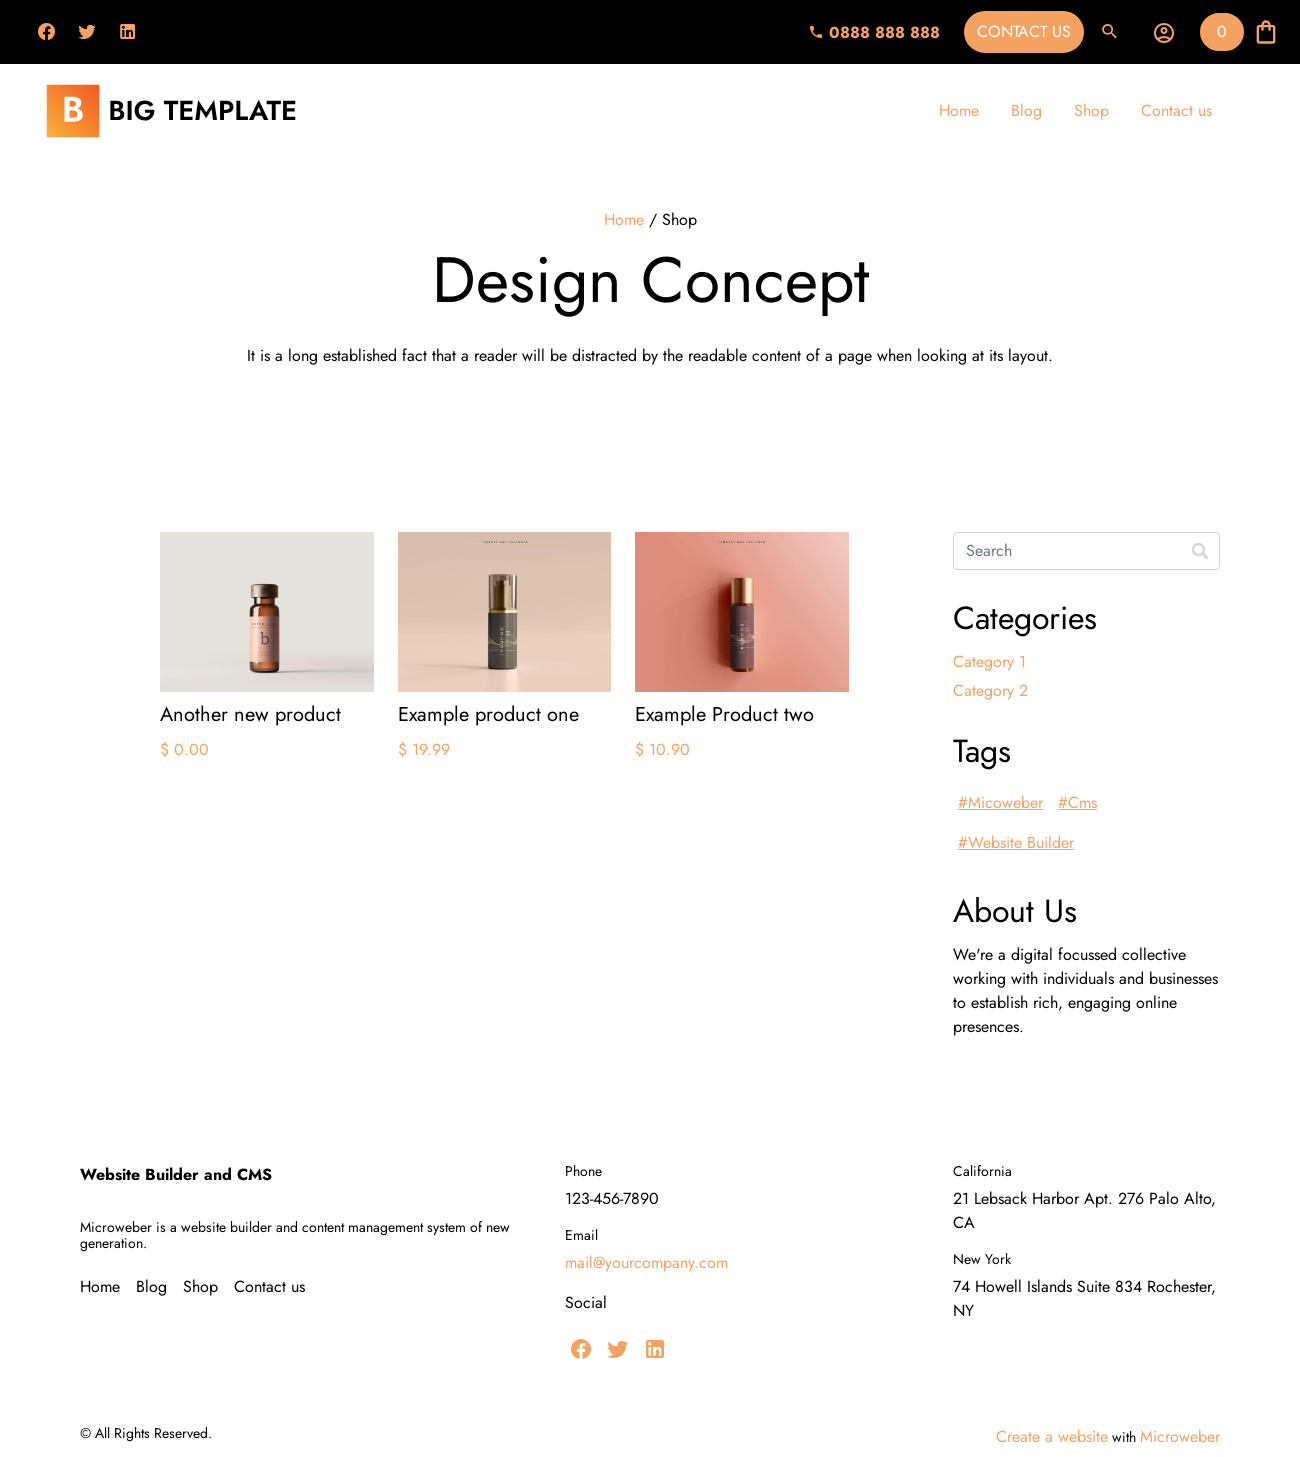 0888 888 888
CONTACT US
0
B BIG TEMPLATE
Home Blog Shop Contact us
Home / Shop
Design Concept
It is a long established fact that a reader will be distracted by the readable content of a page when looking at its layout.
b
Another new product
$ 0.00
Example product one
$ 19.99
Example Product two
$ 10.90
Search
Categories
Category 1
Category 2
Tags
#Micoweber #Cms
#Website Builder
About Us
We're a digital focussed collective
working with individuals and businesses
to establish rich, engaging online
presences.
Website Builder and CMS
Microweber is a website builder and content management system of new
generation.
Home Blog Shop Contact us
Phone
123-456-7890
Email
mail@yourcompany.com
Social
California
21 Lebsack Harbor Apt. 276 Palo Alto,
CA
New York
74 Howell Islands Suite 834 Rochester,
NY
© All Rights Reserved.
Create a website with Microweber